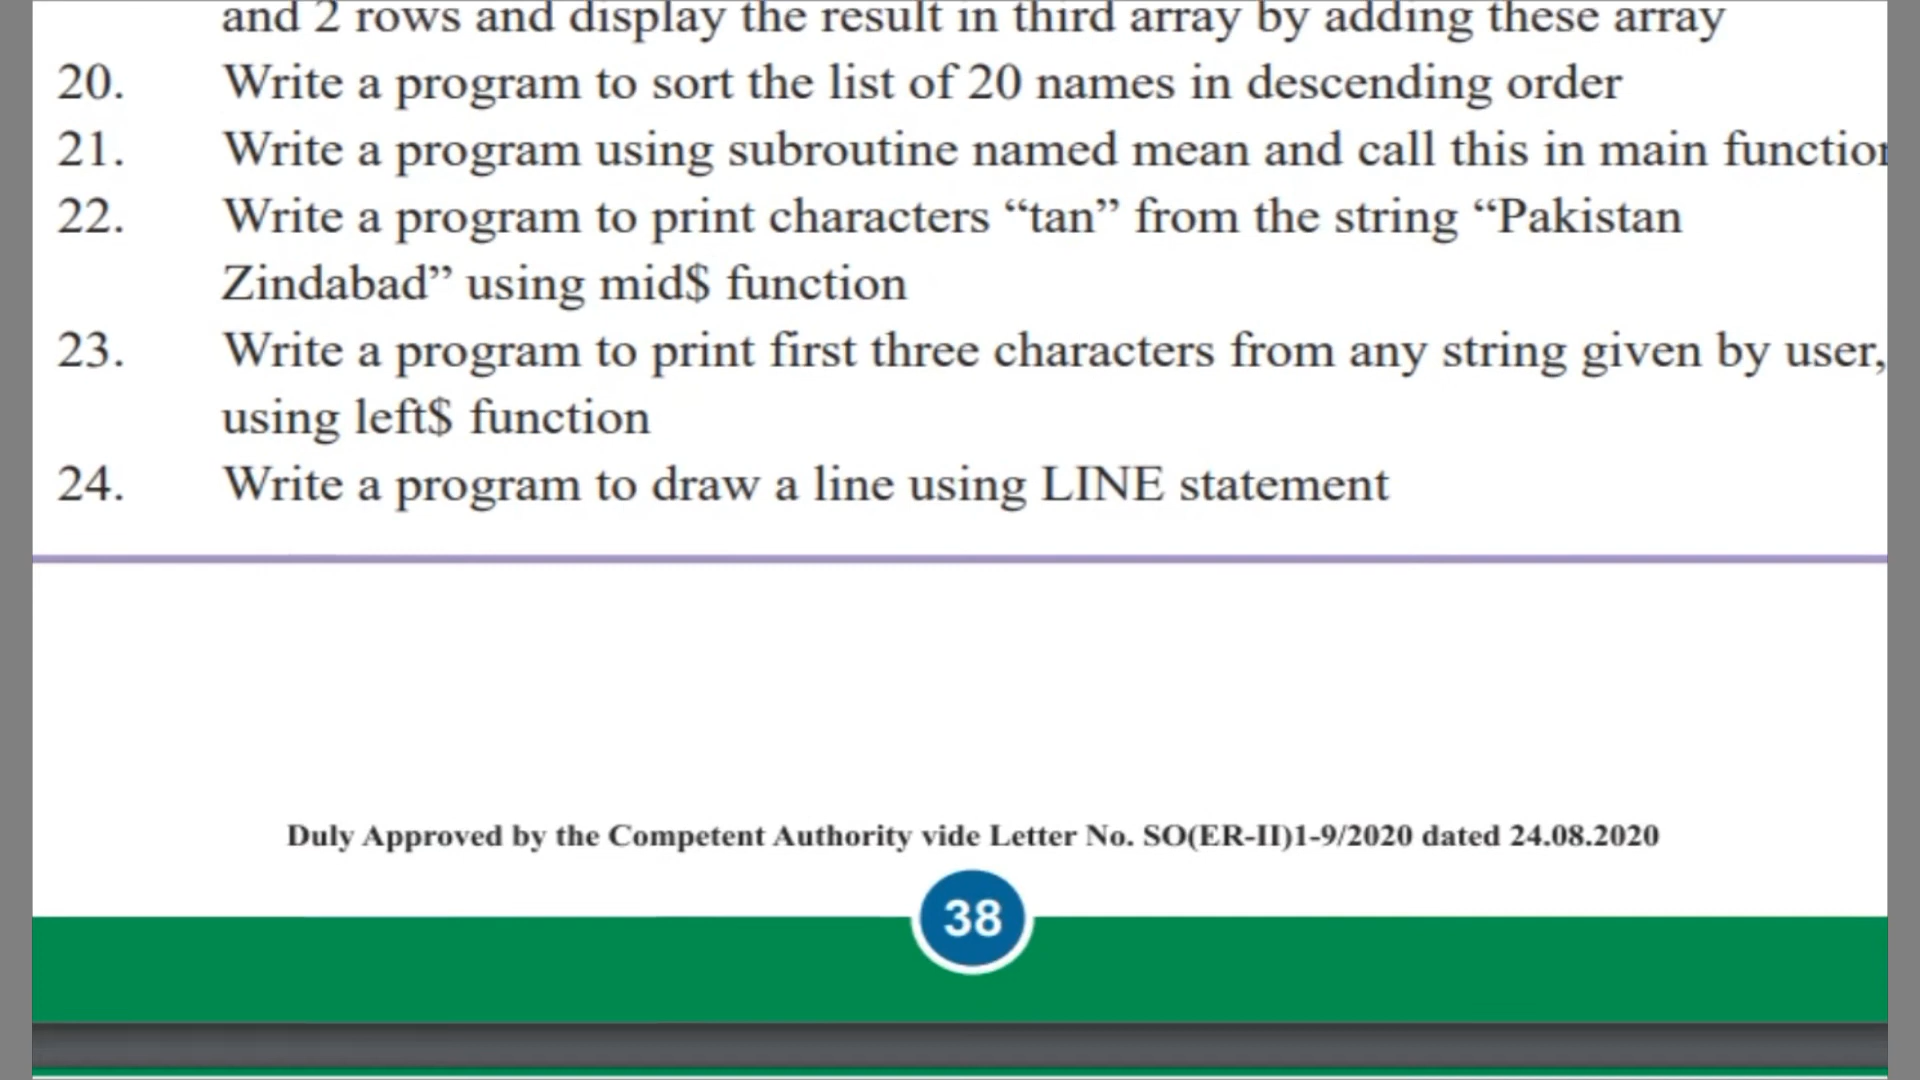 and 2 rows and display the result in third array by adding these array
20. Write a program to sort the list of 20 names in descending order
21. Write a program using subroutine named mean and call this in main function
22. Write a program to print characters “tan” from the string “Pakistan
Zindabad” using mid$ function
23. Write a program to print first three characters from any string given by user,
using left$ function
24. Write a program to draw a line using LINE statement
Duly Approved by the Competent Authority vide Letter No. SO(ER-II)1-9/2020 dated 24.08.2020
38